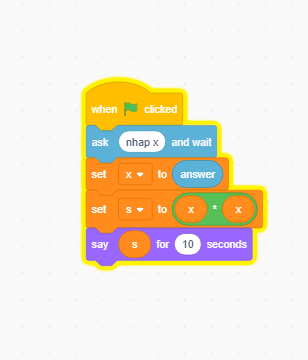 when clicked
ask nhap x and wait
set x to answer
set s to x * x
say s for 10 seconds